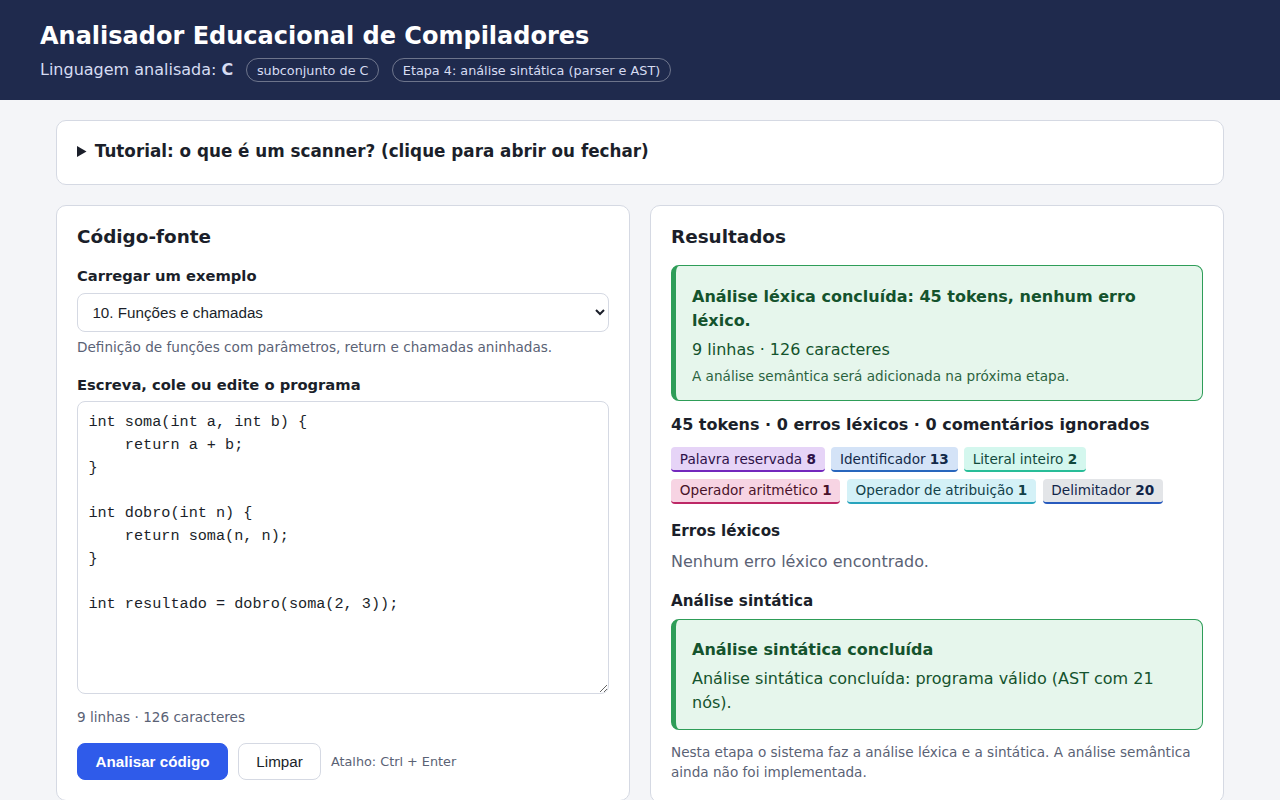 Analisador Educacional de Compiladores
Linguagem analisada: C subconjunto de C Etapa 4: análise sintática (parser e AST)
Tutorial: o que é um scanner? (clique para abrir ou fechar)
Código-fonte
Carregar um exemplo
10. Funções e chamadas
Definição de funções com parâmetros, return e chamadas aninhadas.
Escreva, cole ou edite o programa
int soma(int a, int b) {
    return a + b;
}

int dobro(int n) {
    return soma(n, n);
}

int resultado = dobro(soma(2, 3));
9 linhas · 126 caracteres
Analisar código Limpar Atalho: Ctrl + Enter
Resultados
Análise léxica concluída: 45 tokens, nenhum erro
léxico.
9 linhas · 126 caracteres
A análise semântica será adicionada na próxima etapa.
45 tokens · 0 erros léxicos · 0 comentários ignorados
Palavra reservada 8 Identificador 13 Literal inteiro 2
Operador aritmético 1 Operador de atribuição 1 Delimitador 20
Erros léxicos
Nenhum erro léxico encontrado.
Análise sintática
Análise sintática concluída
Análise sintática concluída: programa válido (AST com 21
nós).
Nesta etapa o sistema faz a análise léxica e a sintática. A análise semântica
ainda não foi implementada.